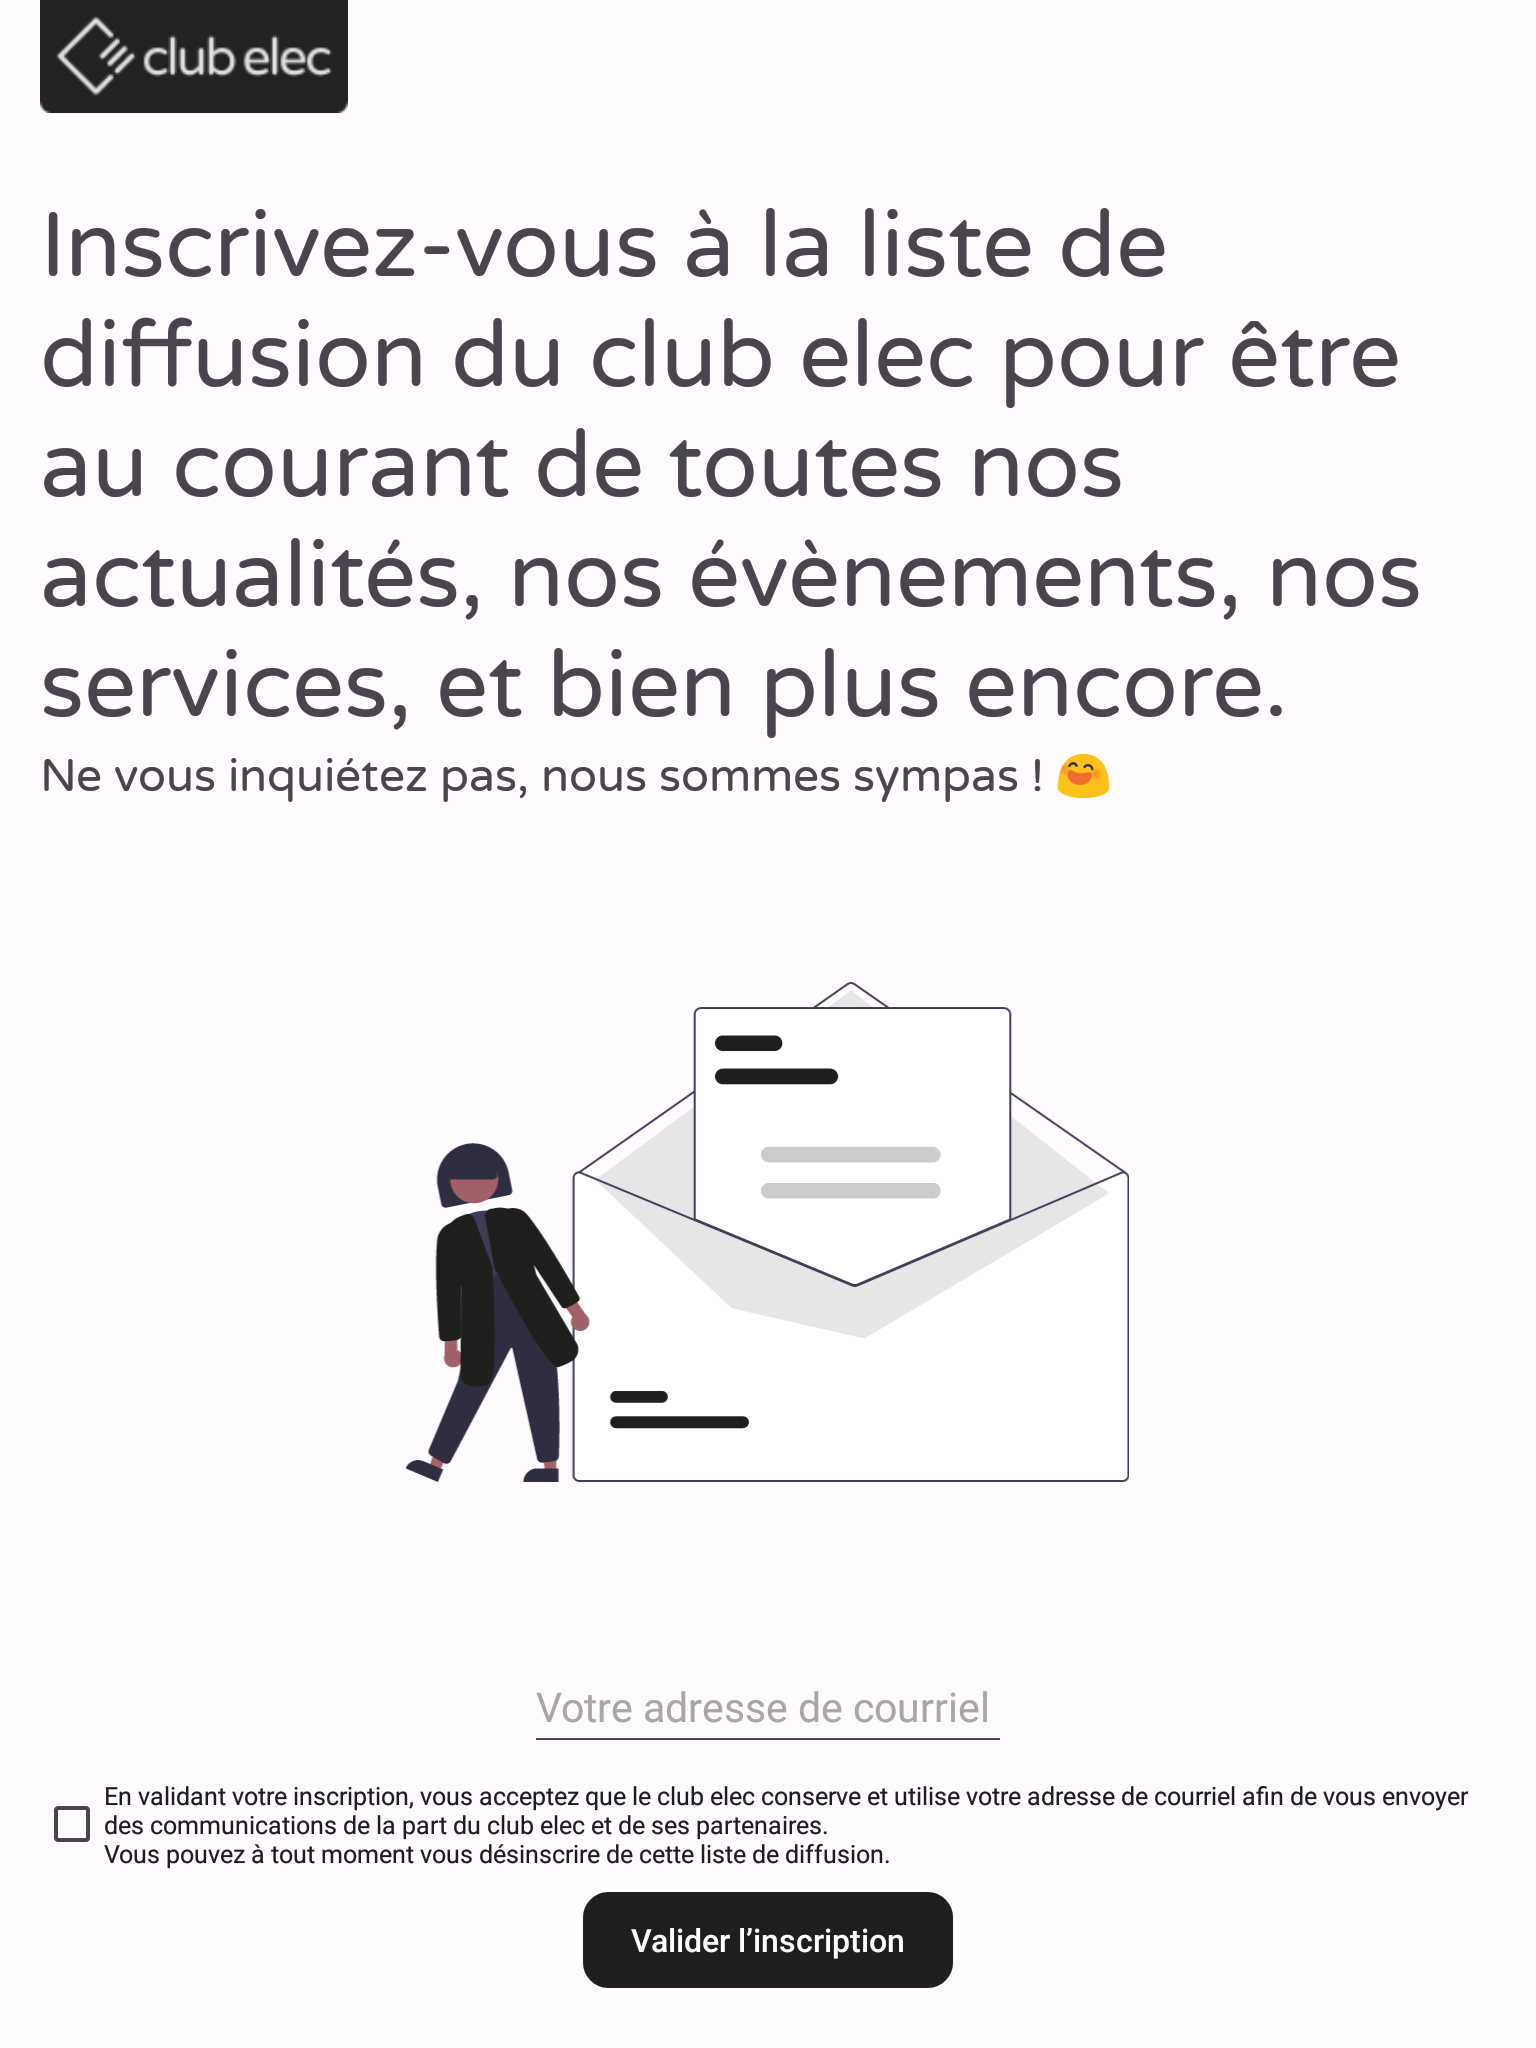 club elec
Inscrivez-vous à la liste de
diffusion du club elec pour être
au courant de toutes nos
actualités, nos évènements, nos
services, et bien plus encore.
Ne vous inquiétez pas, nous sommes sympas ! 😄
Votre adresse de courriel
En validant votre inscription, vous acceptez que le club elec conserve et utilise votre adresse de courriel afin de vous envoyer
des communications de la part du club elec et de ses partenaires.
Vous pouvez à tout moment vous désinscrire de cette liste de diffusion.
Valider l’inscription